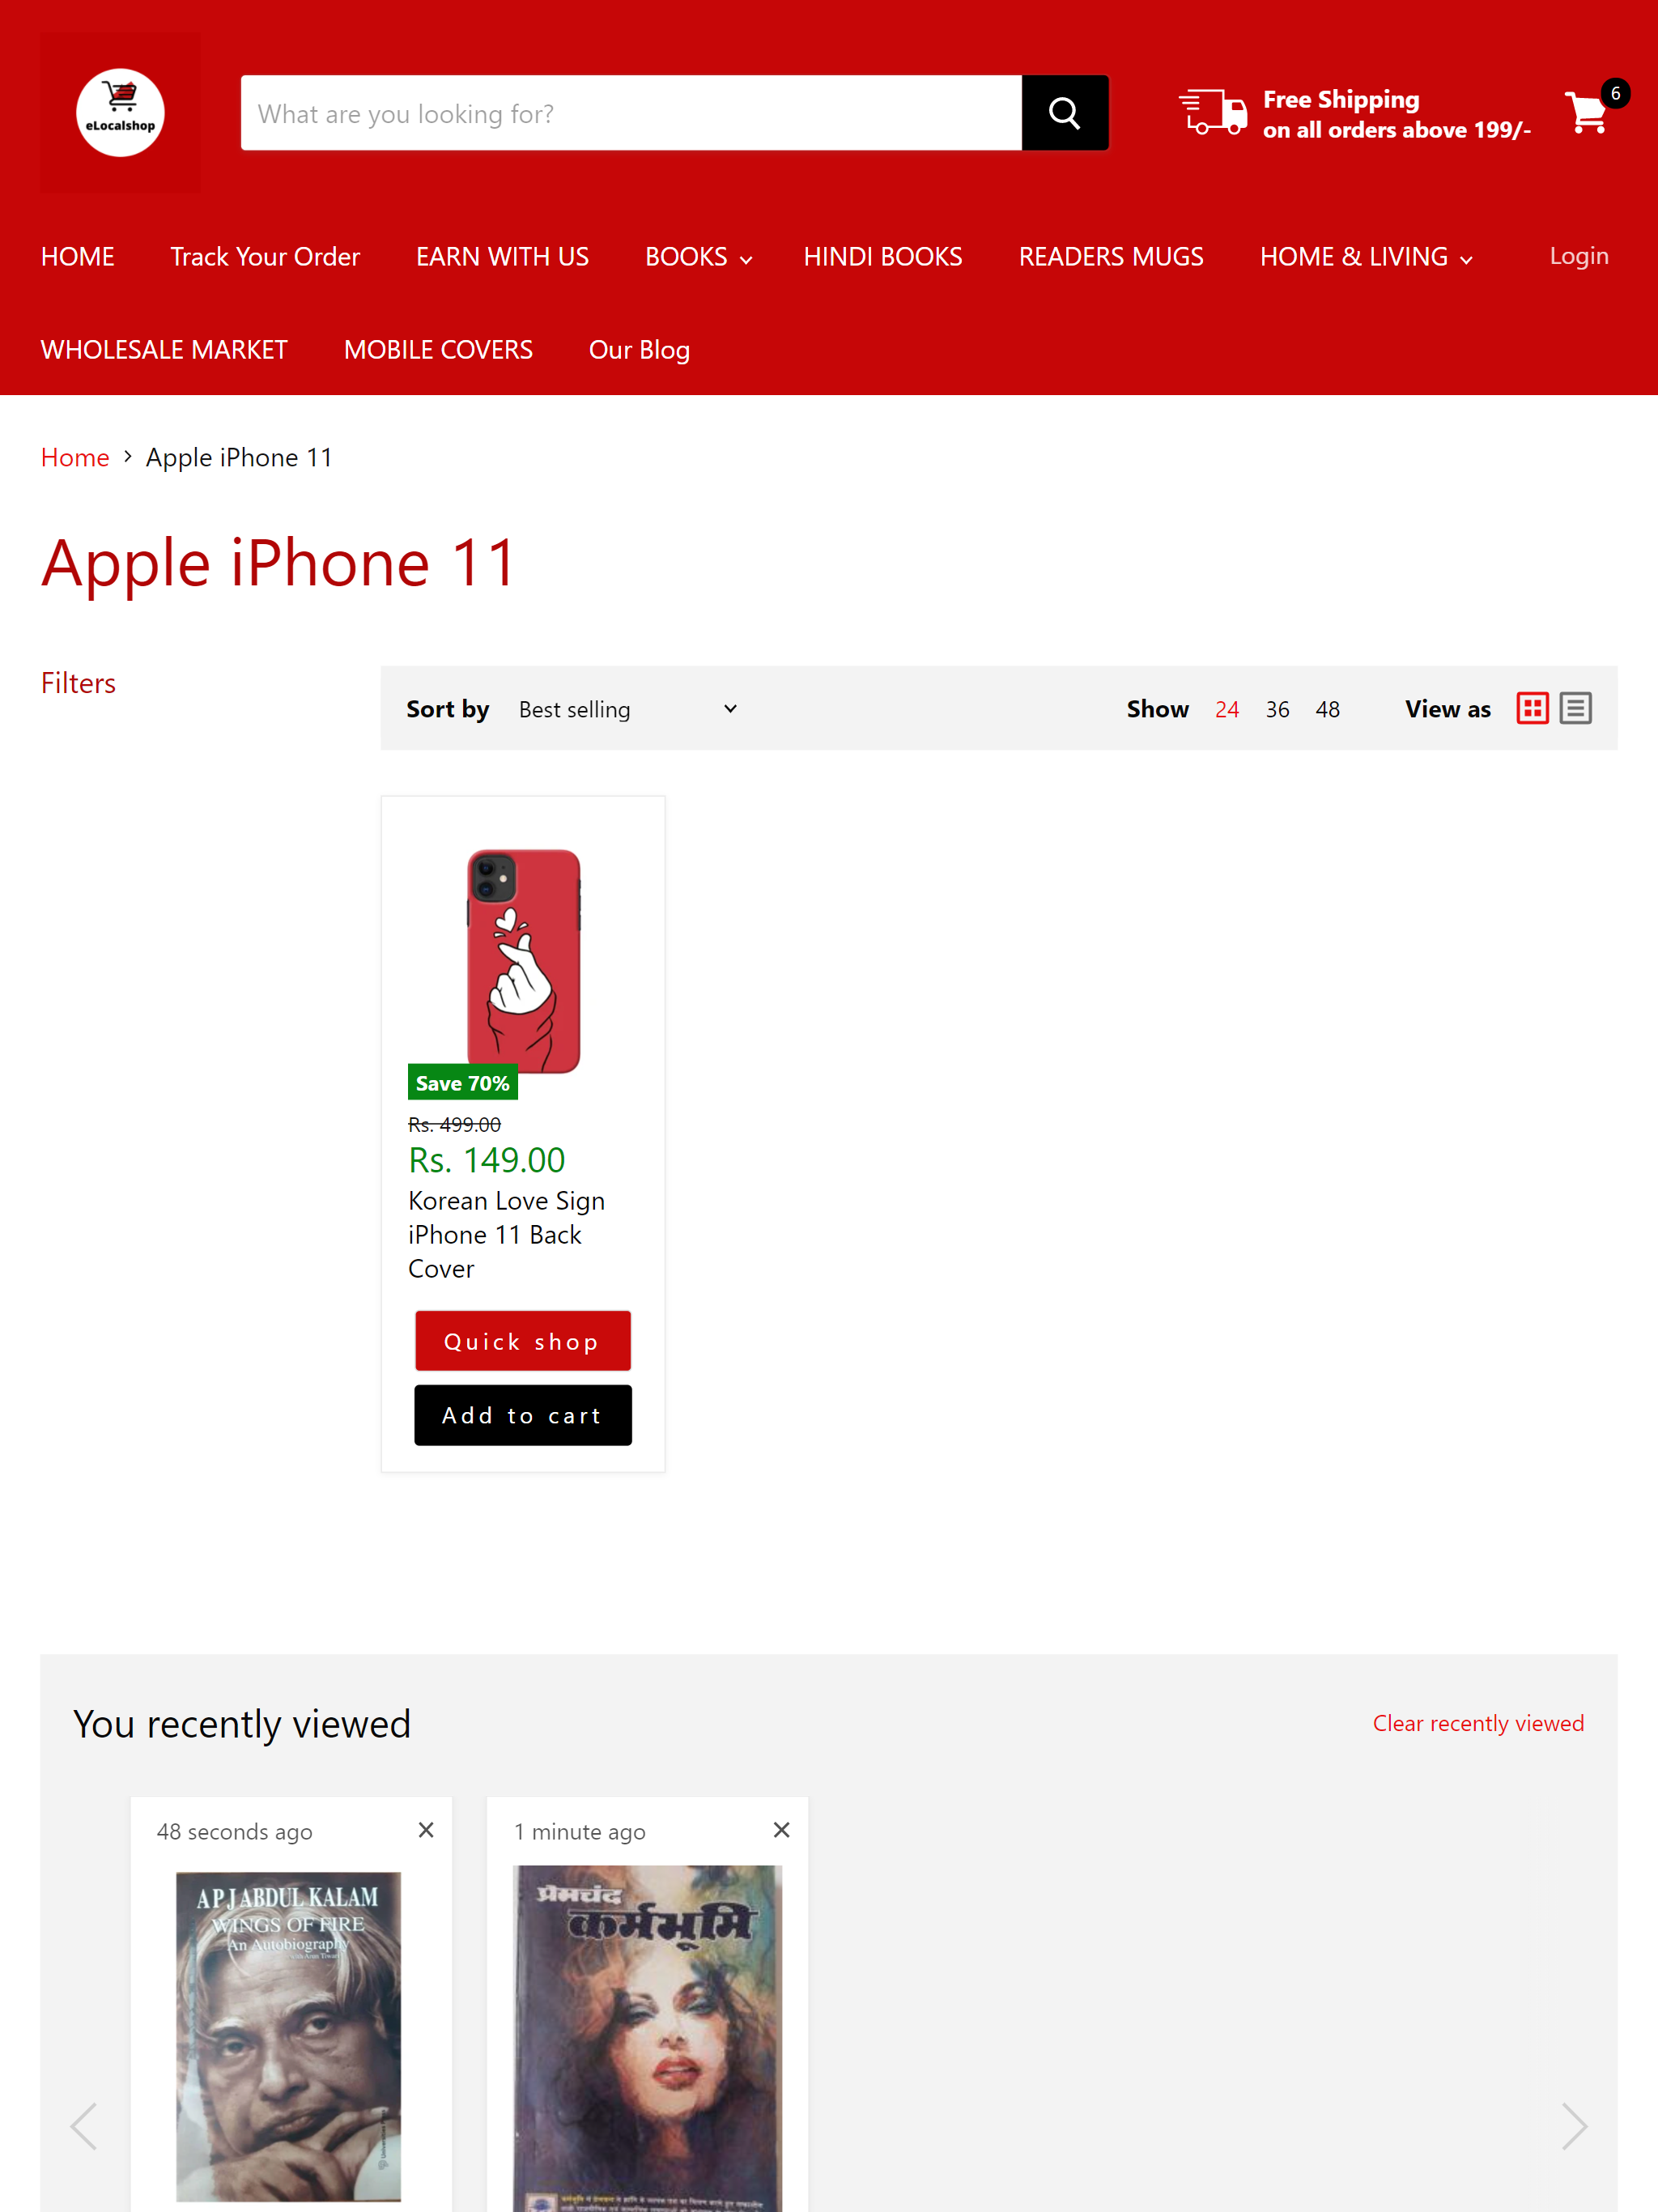 eLocalshop
What are you looking for?
Free Shipping
on all orders above 199/-
6
HOME
Track Your Order
EARN WITH US
BOOKS
HINDI BOOKS
READERS MUGS
HOME & LIVING
Login
WHOLESALE MARKET
MOBILE COVERS
Our Blog
Home > Apple iPhone 11
Apple iPhone 11
Filters
Sort by Best selling
Show 24 36 48
View as
Save 70%
Rs. 499.00
Rs. 149.00
Korean Love Sign
iPhone 11 Back
Cover
Quick shop
Add to cart
You recently viewed
Clear recently viewed
48 seconds ago
A P J ABDUL KALAM
WINGS OF FIRE
An Autobiography
with Arun Tiwari
1 minute ago
प्रेमचंद
कर्मभूमि